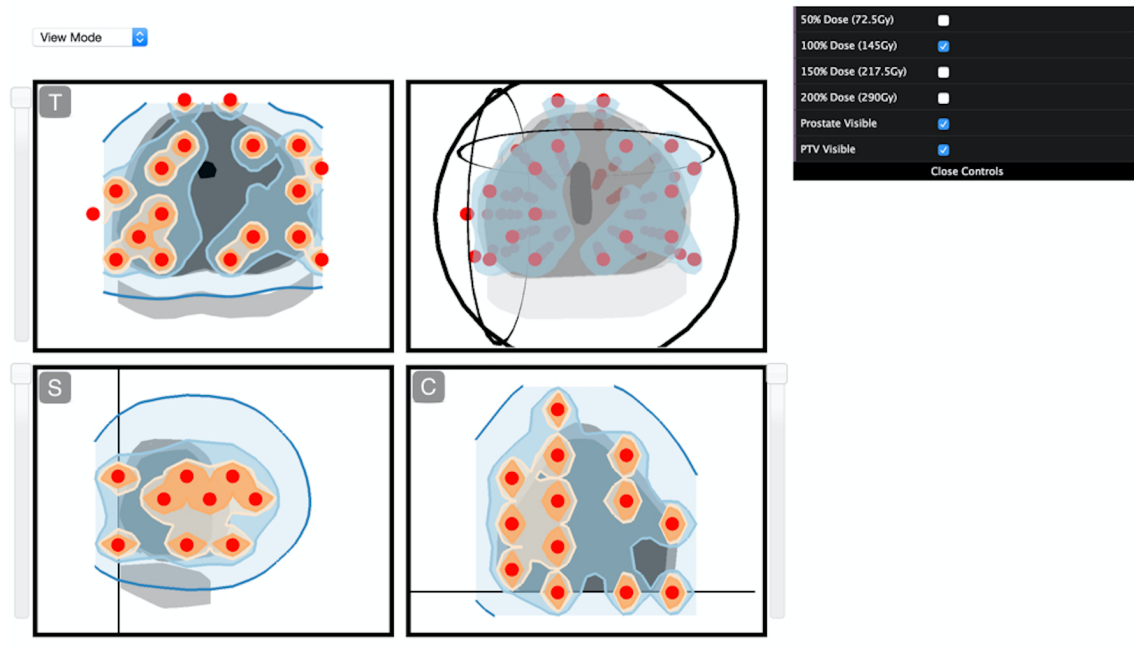 View Mode
50% Dose (72.5Gy)
100% Dose (145Gy)
150% Dose (217.5Gy)
200% Dose (290Gy)
Prostate Visible
PTV Visible
Close Controls
T
S
C